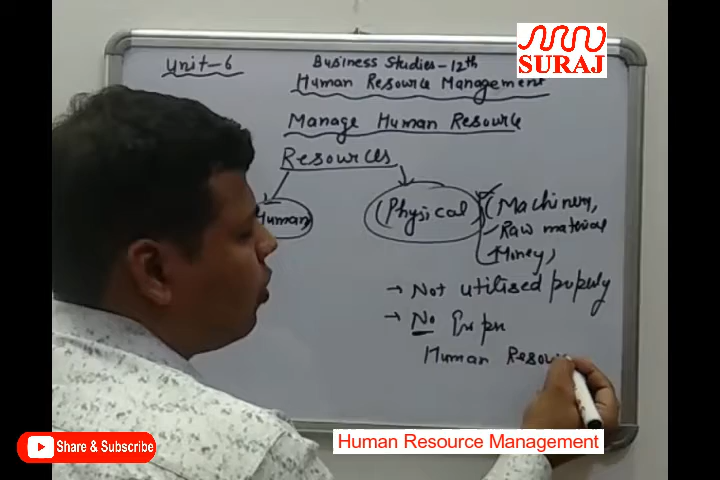 SURAJ
Unit-6
Business Studies-12th
Human Resource Management
Manage Human Resource
Resources
Human
(Physical
(Machinery,
Raw material
Money,
→ Not utilised properly
→ No
Human Resou
Share & Subscribe
Human Resource Management